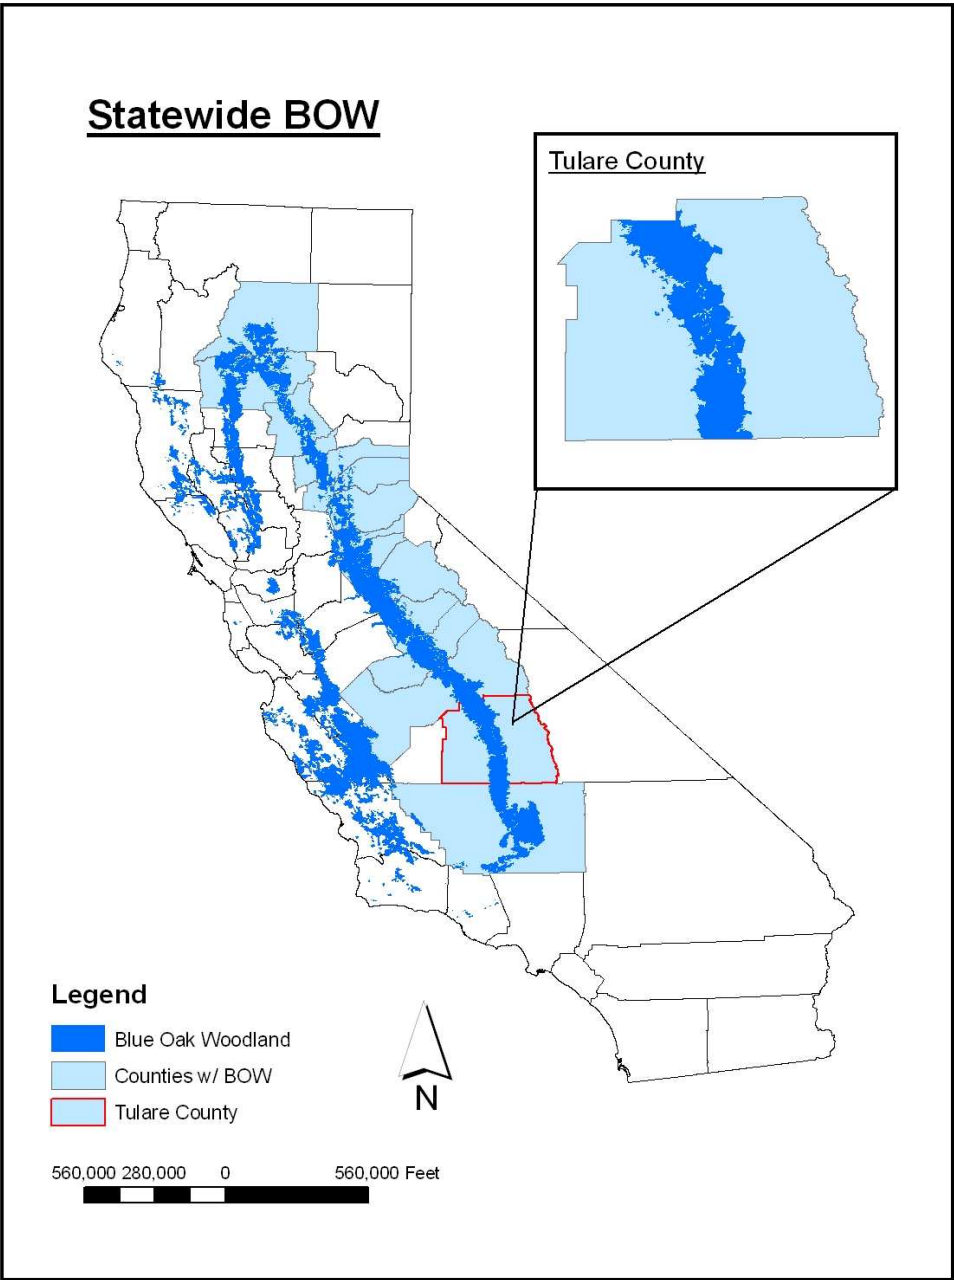 Statewide BOW
Tulare County
Legend
Blue Oak Woodland
Counties w/ BOW
Tulare County
N
560,000 280,000 0 560,000 Feet